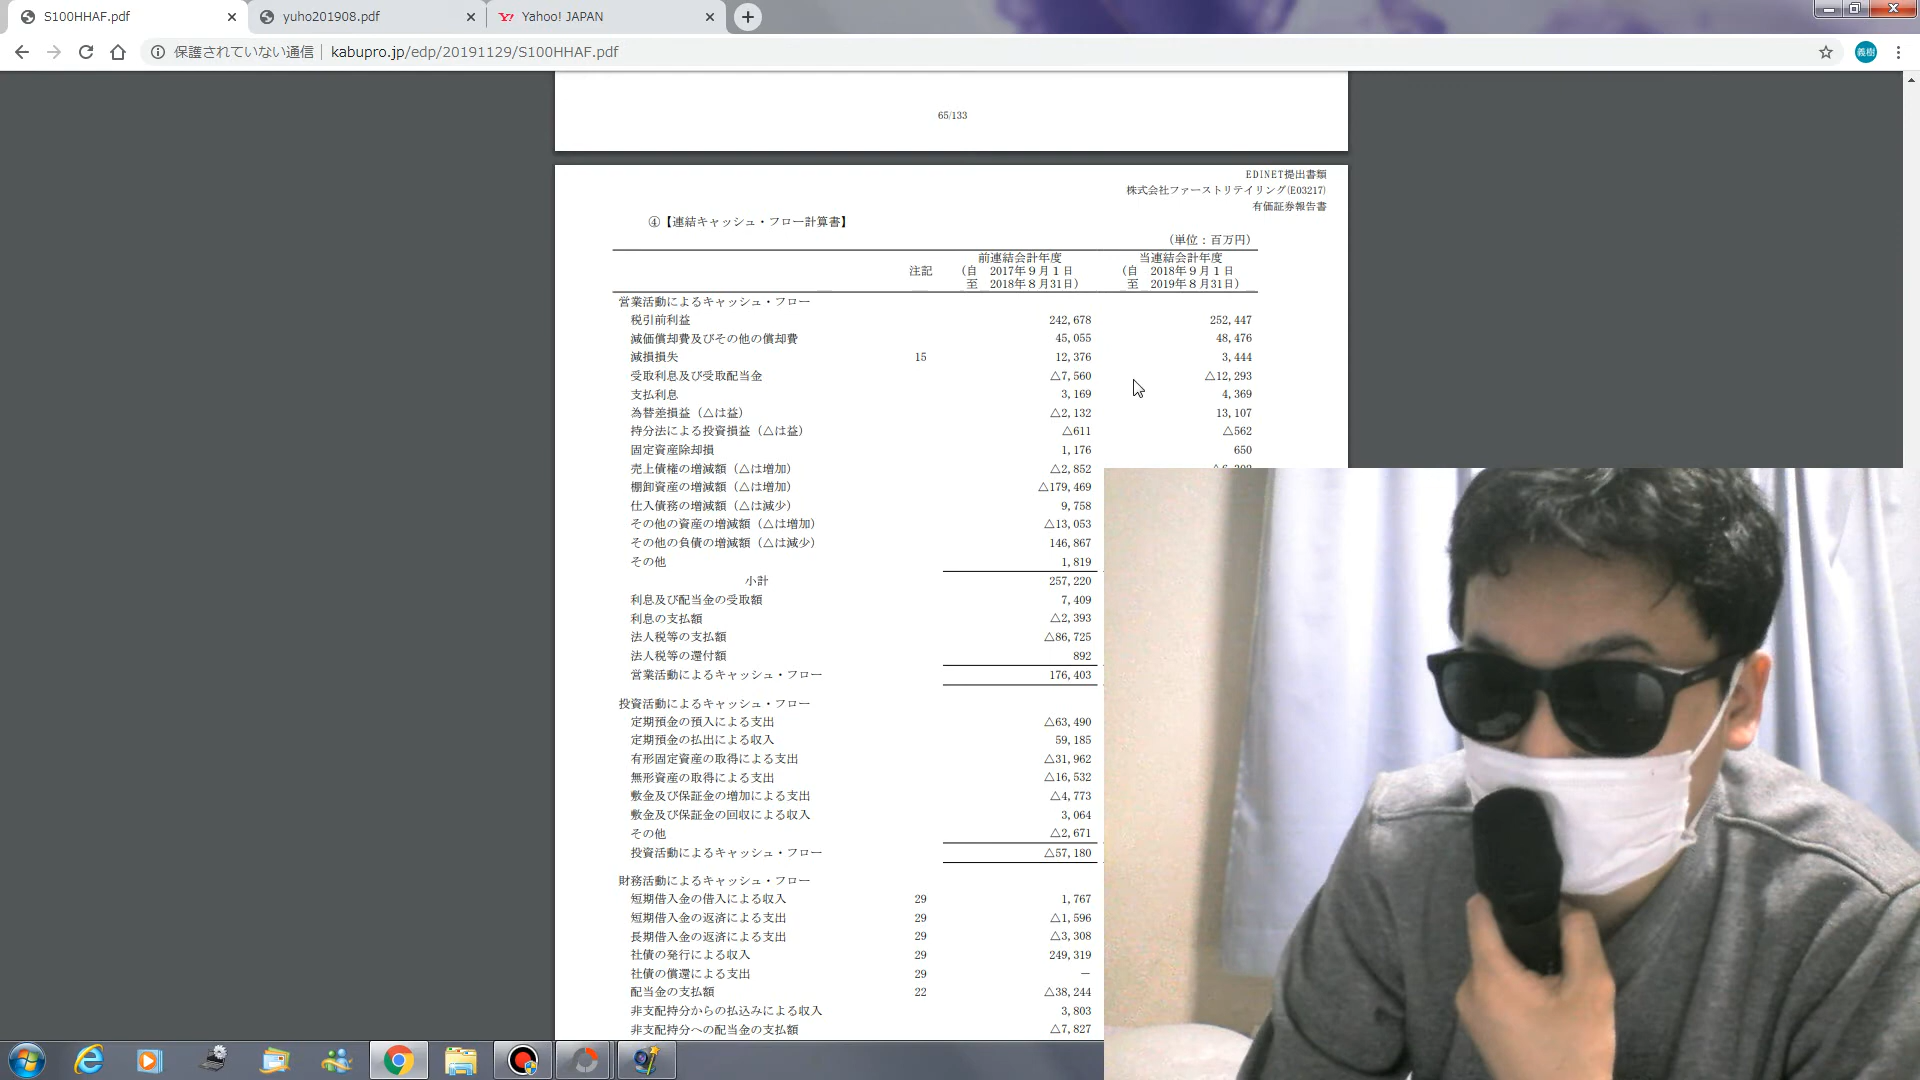 S100HHAF.pdf
yuho201908.pdf
Y! Yahoo! JAPAN
保護されていない通信 | kabupro.jp/edp/20191129/S100HHAF.pdf
義樹
65/133
EDINET提出書類
株式会社ファーストリテイリング(E03217)
有価証券報告書
④【連結キャッシュ・フロー計算書】
(単位:百万円)
注記 前連結会計年度 (自 2017年9月1日 至 2018年8月31日) 当連結会計年度 (自 2018年9月1日 至 2019年8月31日)
営業活動によるキャッシュ・フロー
税引前利益 242,678 252,447
減価償却費及びその他の償却費 45,055 48,476
減損損失 15 12,376 3,444
受取利息及び受取配当金 △7,560 △12,293
支払利息 3,169 4,369
為替差損益(△は益) △2,132 13,107
持分法による投資損益(△は益) △611 △562
固定資産除却損 1,176 650
売上債権の増減額(△は増加) △2,852
棚卸資産の増減額(△は増加) △179,469
仕入債務の増減額(△は減少) 9,758
その他の資産の増減額(△は増加) △13,053
その他の負債の増減額(△は減少) 146,867
その他 1,819
小計 257,220
利息及び配当金の受取額 7,409
利息の支払額 △2,393
法人税等の支払額 △86,725
法人税等の還付額 892
営業活動によるキャッシュ・フロー 176,403
投資活動によるキャッシュ・フロー
定期預金の預入による支出 △63,490
定期預金の払出による収入 59,185
有形固定資産の取得による支出 △31,962
無形資産の取得による支出 △16,532
敷金及び保証金の増加による支出 △4,773
敷金及び保証金の回収による収入 3,064
その他 △2,671
投資活動によるキャッシュ・フロー △57,180
財務活動によるキャッシュ・フロー
短期借入金の借入による収入 29 1,767
短期借入金の返済による支出 29 △1,596
長期借入金の返済による支出 29 △3,308
社債の発行による収入 29 249,319
社債の償還による支出 29 －
配当金の支払額 22 △38,244
非支配持分からの払込みによる収入 3,803
非支配持分への配当金の支払額 △7,827